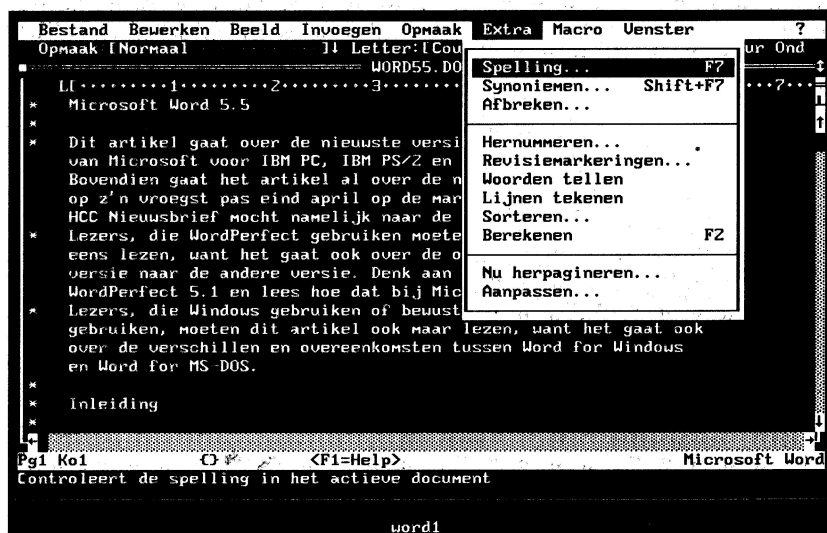 Bestand Bewerken Beeld Invoegen Opmaak Extra Macro Venster ?
Opmaak [Normaal ]↓ Letter:[Cou ur Ond
WORD55.DO
L[·········1·········2·········3········ ···7···
* Microsoft Word 5.5
*
* Dit artikel gaat over de nieuwste versi
van Microsoft voor IBM PC, IBM PS/2 en
Bovendien gaat het artikel al over de n
op z'n vroegst pas eind april op de mar
HCC Nieuwsbrief mocht namelijk naar de
* Lezers, die WordPerfect gebruiken moete
eens lezen, want het gaat ook over de o
versie naar de andere versie. Denk aan
WordPerfect 5.1 en lees hoe dat bij Mic
* Lezers, die Windows gebruiken of bewust
gebruiken, moeten dit artikel ook maar lezen, want het gaat ook
over de verschillen en overeenkomsten tussen Word for Windows
en Word for MS-DOS.
*
* Inleiding
*
Spelling... F7
Synoniemen... Shift+F7
Afbreken...
Hernummeren...
Revisiemarkeringen...
Woorden tellen
Lijnen tekenen
Sorteren...
Berekenen F2
Nu herpagineren...
Aanpassen...
Pg1 Ko1 {} <F1=Help> Microsoft Word
Controleert de spelling in het actieve document
word1